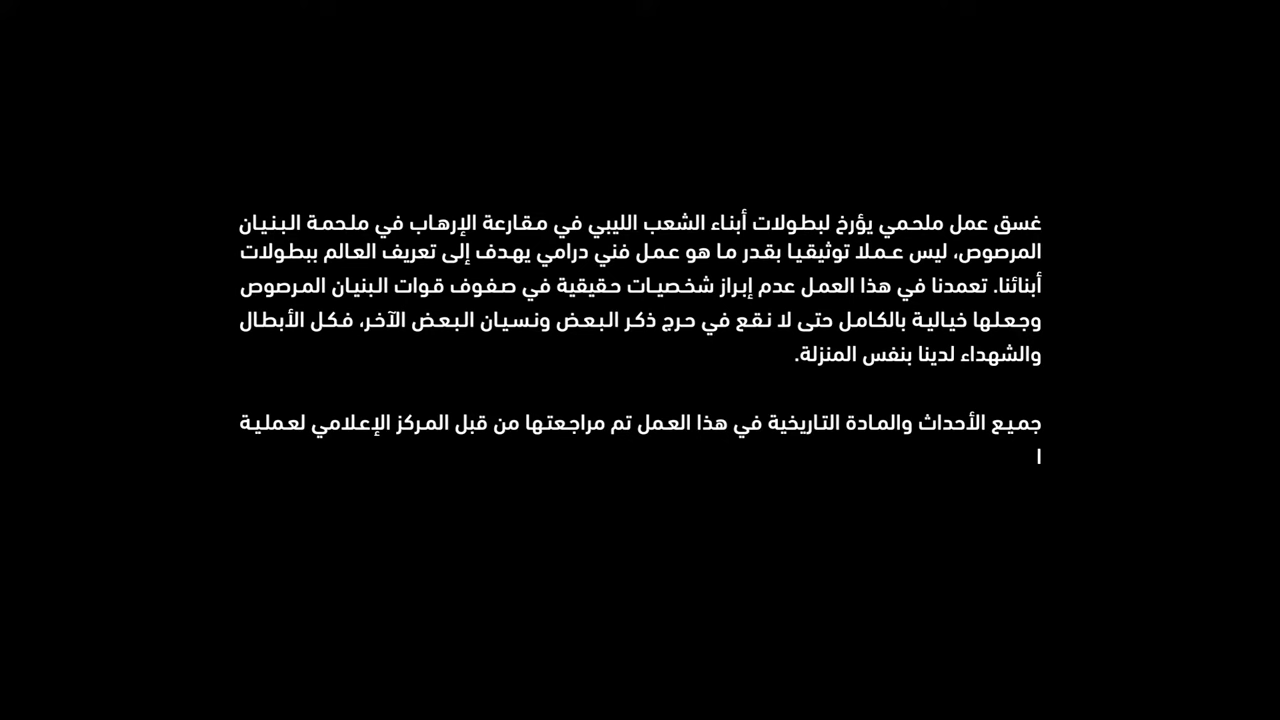 غسق عمل ملحمي يؤرخ لبطولات أبناء الشعب الليبي في مقارعة الإرهاب في ملحمة البنيان
المرصوص، ليس عملا توثيقيا بقدر ما هو عمل فني درامي يهدف إلى تعريف العالم ببطولات
أبنائنا. تعمدنا في هذا العمل عدم إبراز شخصيات حقيقية في صفوف قوات البنيان المرصوص
وجعلها خيالية بالكامل حتى لا نقع في حرج ذكر البعض ونسيان البعض الآخر، فكل الأبطال
والشهداء لدينا بنفس المنزلة.
جميع الأحداث والمادة التاريخية في هذا العمل تم مراجعتها من قبل المركز الإعلامي لعملية
ا